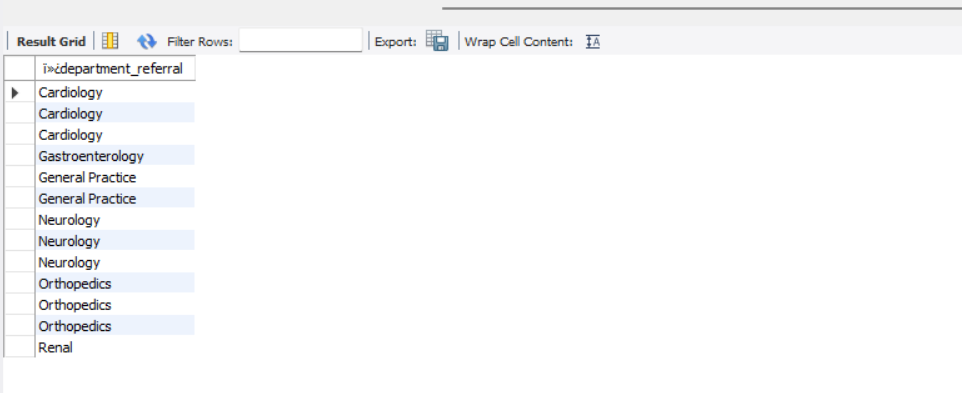 Result Grid Filter Rows: Export: Wrap Cell Content: IA
ï»¿department_referral
Cardiology
Cardiology
Cardiology
Gastroenterology
General Practice
General Practice
Neurology
Neurology
Neurology
Orthopedics
Orthopedics
Orthopedics
Renal